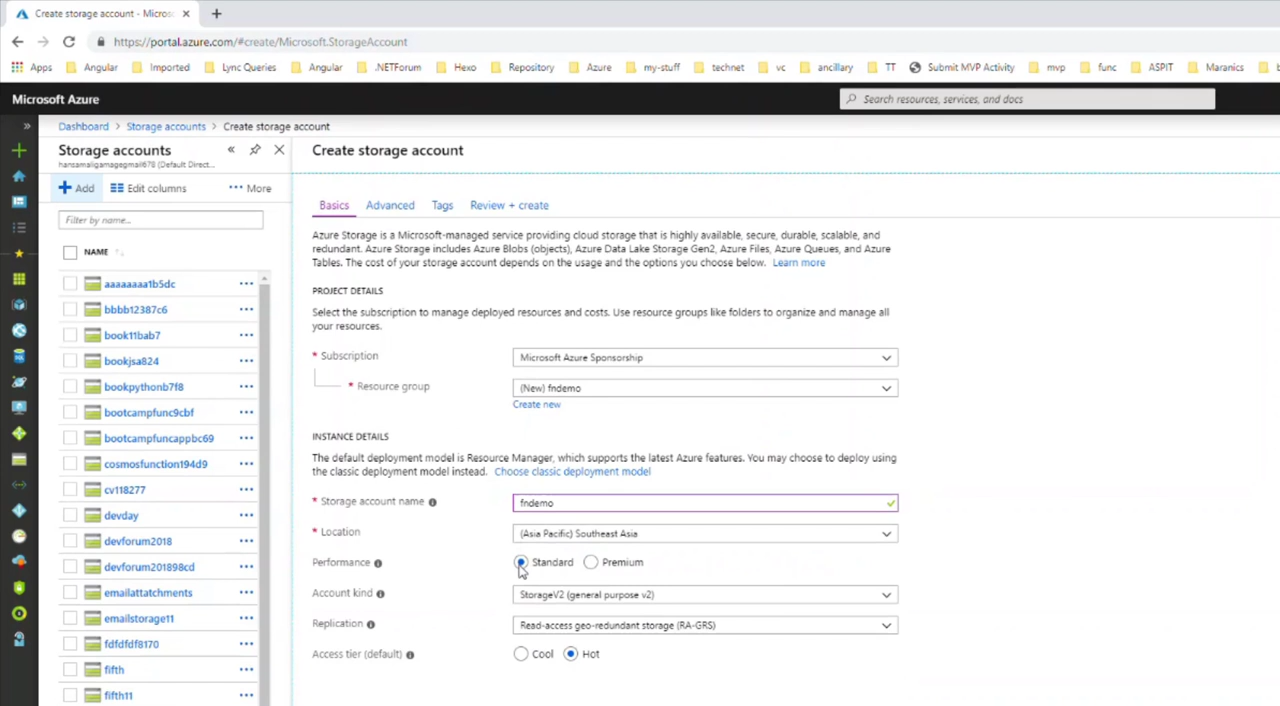 Create storage account - Micros
https://portal.azure.com/#create/Microsoft.StorageAccount
Apps Angular Imported Lync Queries Angular .NETForum Hexo Repository Azure my-stuff technet vc ancillary TT Submit MVP Activity mvp func ASPIT Maranics
Microsoft Azure
Search resources, services, and docs
Dashboard > Storage accounts > Create storage account
Storage accounts
hansamaligamagegmail678 (Default Direct...
Add Edit columns More
Filter by name...
NAME
aaaaaaaa1b5dc
bbbb12387c6
book11bab7
bookjsa824
bookpythonb7f8
bootcampfunc9cbf
bootcampfuncappbc69
cosmosfunction194d9
cv118277
devday
devforum2018
devforum201898cd
emailattatchments
emailstorage11
fdfdfdf8170
fifth
fifth11
Create storage account
Basics Advanced Tags Review + create
Azure Storage is a Microsoft-managed service providing cloud storage that is highly available, secure, durable, scalable, and
redundant. Azure Storage includes Azure Blobs (objects), Azure Data Lake Storage Gen2, Azure Files, Azure Queues, and Azure
Tables. The cost of your storage account depends on the usage and the options you choose below. Learn more
PROJECT DETAILS
Select the subscription to manage deployed resources and costs. Use resource groups like folders to organize and manage all
your resources.
* Subscription Microsoft Azure Sponsorship
* Resource group (New) fndemo
Create new
INSTANCE DETAILS
The default deployment model is Resource Manager, which supports the latest Azure features. You may choose to deploy using
the classic deployment model instead. Choose classic deployment model
* Storage account name fndemo
* Location (Asia Pacific) Southeast Asia
Performance Standard Premium
Account kind StorageV2 (general purpose v2)
Replication Read-access geo-redundant storage (RA-GRS)
Access tier (default) Cool Hot